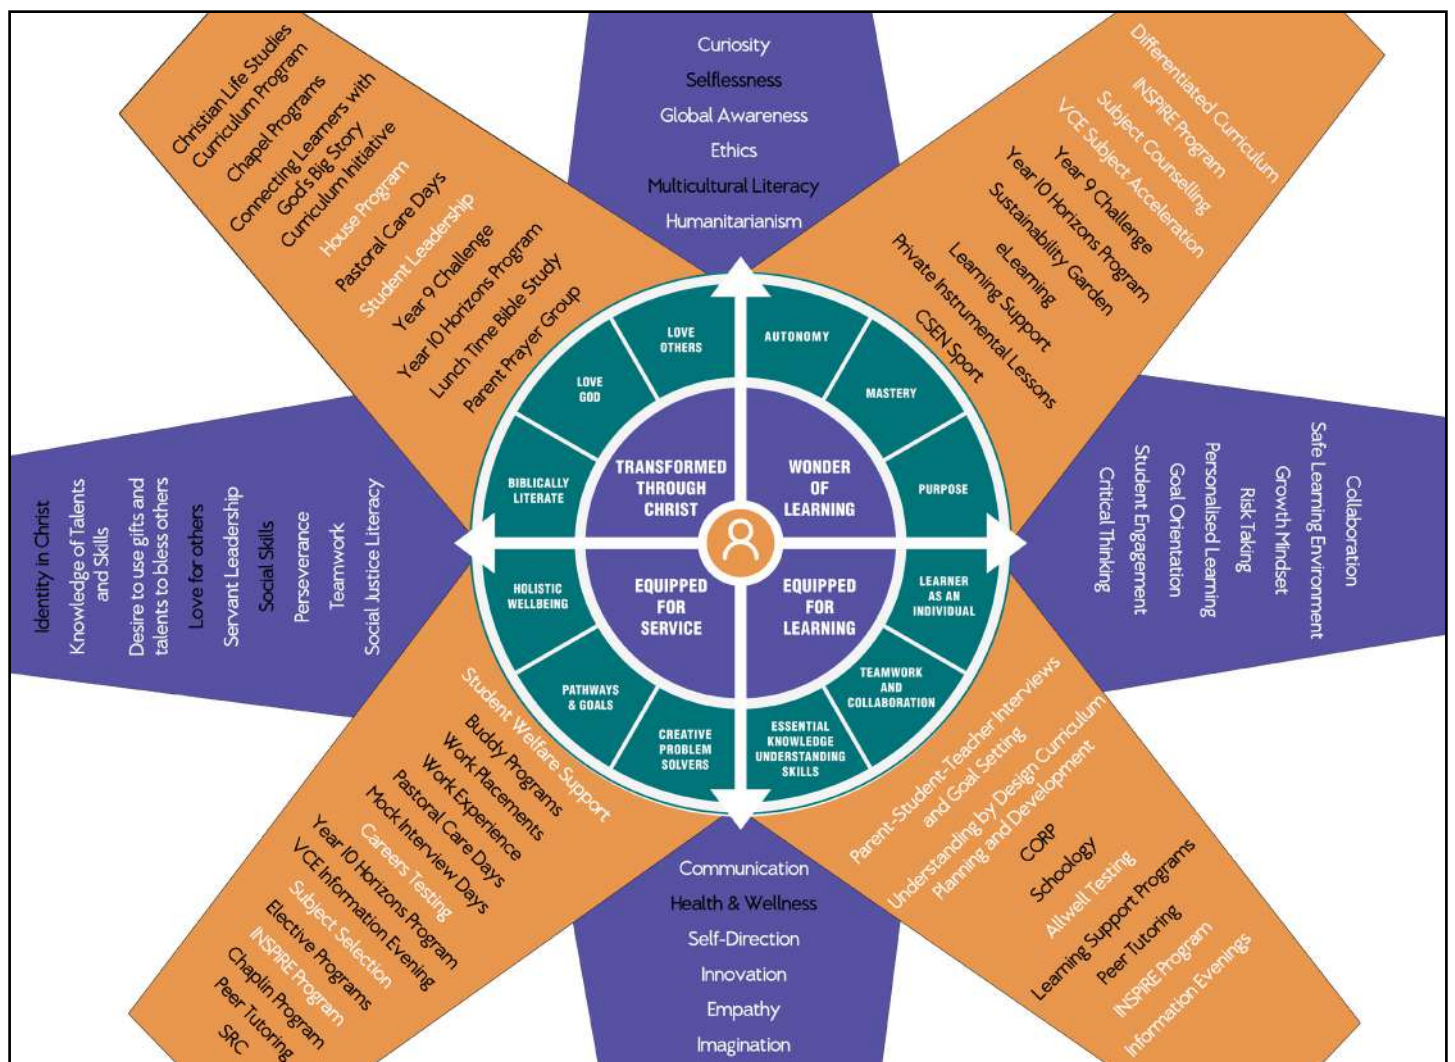 Christian Life Studies
Curriculum Program
Chapel Programs
Connecting Learners with
God's Big Story
Curriculum Initiative
House Program
Pastoral Care Days
Student Leadership
Year 9 Challenge
Year 10 Horizons Program
Lunch Time Bible Study
Parent Prayer Group
Curiosity
Selflessness
Global Awareness
Ethics
Multicultural Literacy
Humanitarianism
Differentiated Curriculum
INSPIRE Program
Subject Counselling
VCE Subject Acceleration
Year 9 Challenge
Year 10 Horizons Program
Sustainability Garden
eLearning
Learning Support
Private Instrumental Lessons
CSEN Sport
LOVE
OTHERS
AUTONOMY
LOVE
GOD
MASTERY
BIBLICALLY
LITERATE
PURPOSE
TRANSFORMED
THROUGH
CHRIST
WONDER
OF
LEARNING
EQUIPPED
FOR
SERVICE
EQUIPPED
FOR
LEARNING
HOLISTIC
WELLBEING
LEARNER
AS AN
INDIVIDUAL
PATHWAYS
& GOALS
TEAMWORK
AND
COLLABORATION
CREATIVE
PROBLEM
SOLVERS
ESSENTIAL
KNOWLEDGE
UNDERSTANDING
SKILLS
Identity in Christ
Knowledge of Talents
and Skills
Desire to use gifts and
talents to bless others
Love for others
Servant Leadership
Social Skills
Perseverance
Teamwork
Social Justice Literacy
Collaboration
Safe Learning Environment
Growth Mindset
Risk Taking
Personalised Learning
Goal Orientation
Student Engagement
Critical Thinking
Student Welfare Support
Buddy Programs
Work Placements
Work Experience
Pastoral Care Days
Mock Interview Days
Careers Testing
Year 10 Horizons Program
VCE Information Evening
Subject Selection
Elective Programs
INSPIRE Program
Chaplin Program
Peer Tutoring
SRC
Communication
Health & Wellness
Self-Direction
Innovation
Empathy
Imagination
Parent-Student-Teacher Interviews
and Goal Setting
Understanding by Design Curriculum
Planning and Development
CORP
Schoology
Allwell Testing
Learning Support Programs
Peer Tutoring
INSPIRE Program
Information Evenings